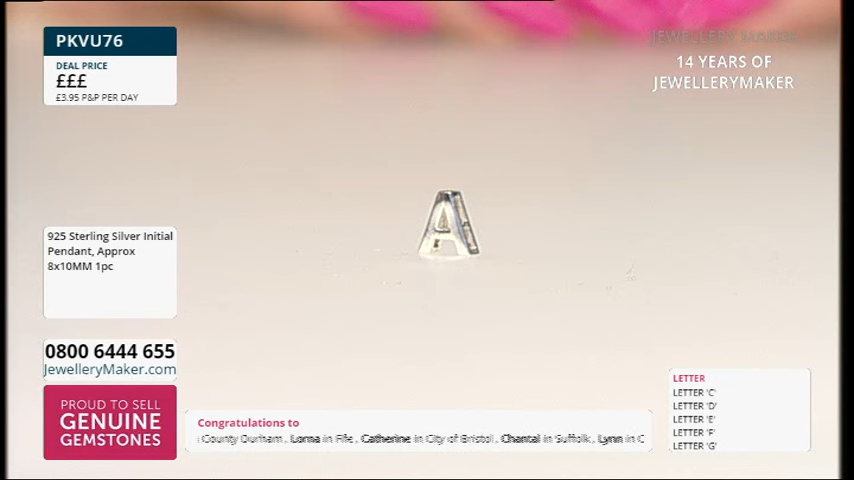 PKVU76
DEAL PRICE
£££
£3.95 P&P PER DAY
JEWELLERY MAKER
14 YEARS OF
JEWELLERYMAKER
A
925 Sterling Silver Initial
Pendant, Approx
8x10MM 1pc
0800 6444 655
JewelleryMaker.com
PROUD TO SELL
GENUINE
GEMSTONES
Congratulations to
County Durham , Lorna in Fife , Catherine in City of Bristol , Chantal in Suffolk , Lynn in C
LETTER
LETTER 'C'
LETTER 'D'
LETTER 'E'
LETTER 'F'
LETTER 'G'